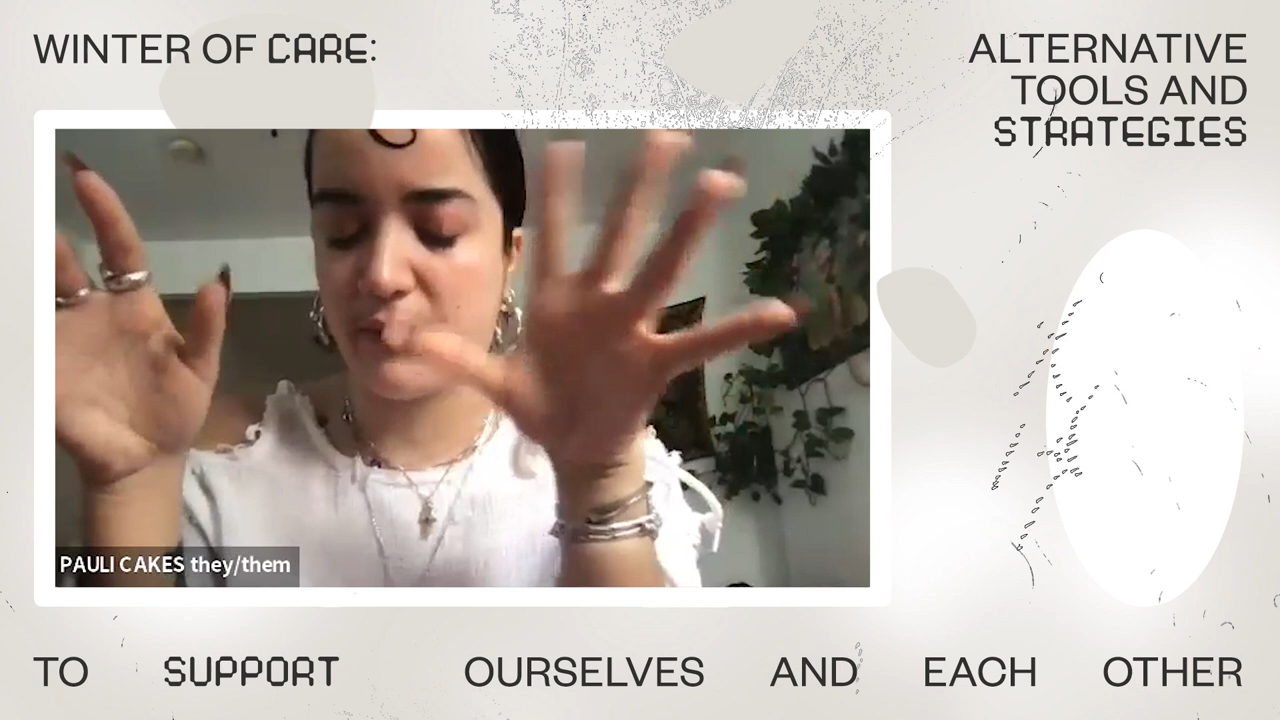 WINTER OF CARE:
ALTERNATIVE
TOOLS AND
STRATEGIES
PAULI CAKES they/them
TO SUPPORT OURSELVES AND EACH OTHER